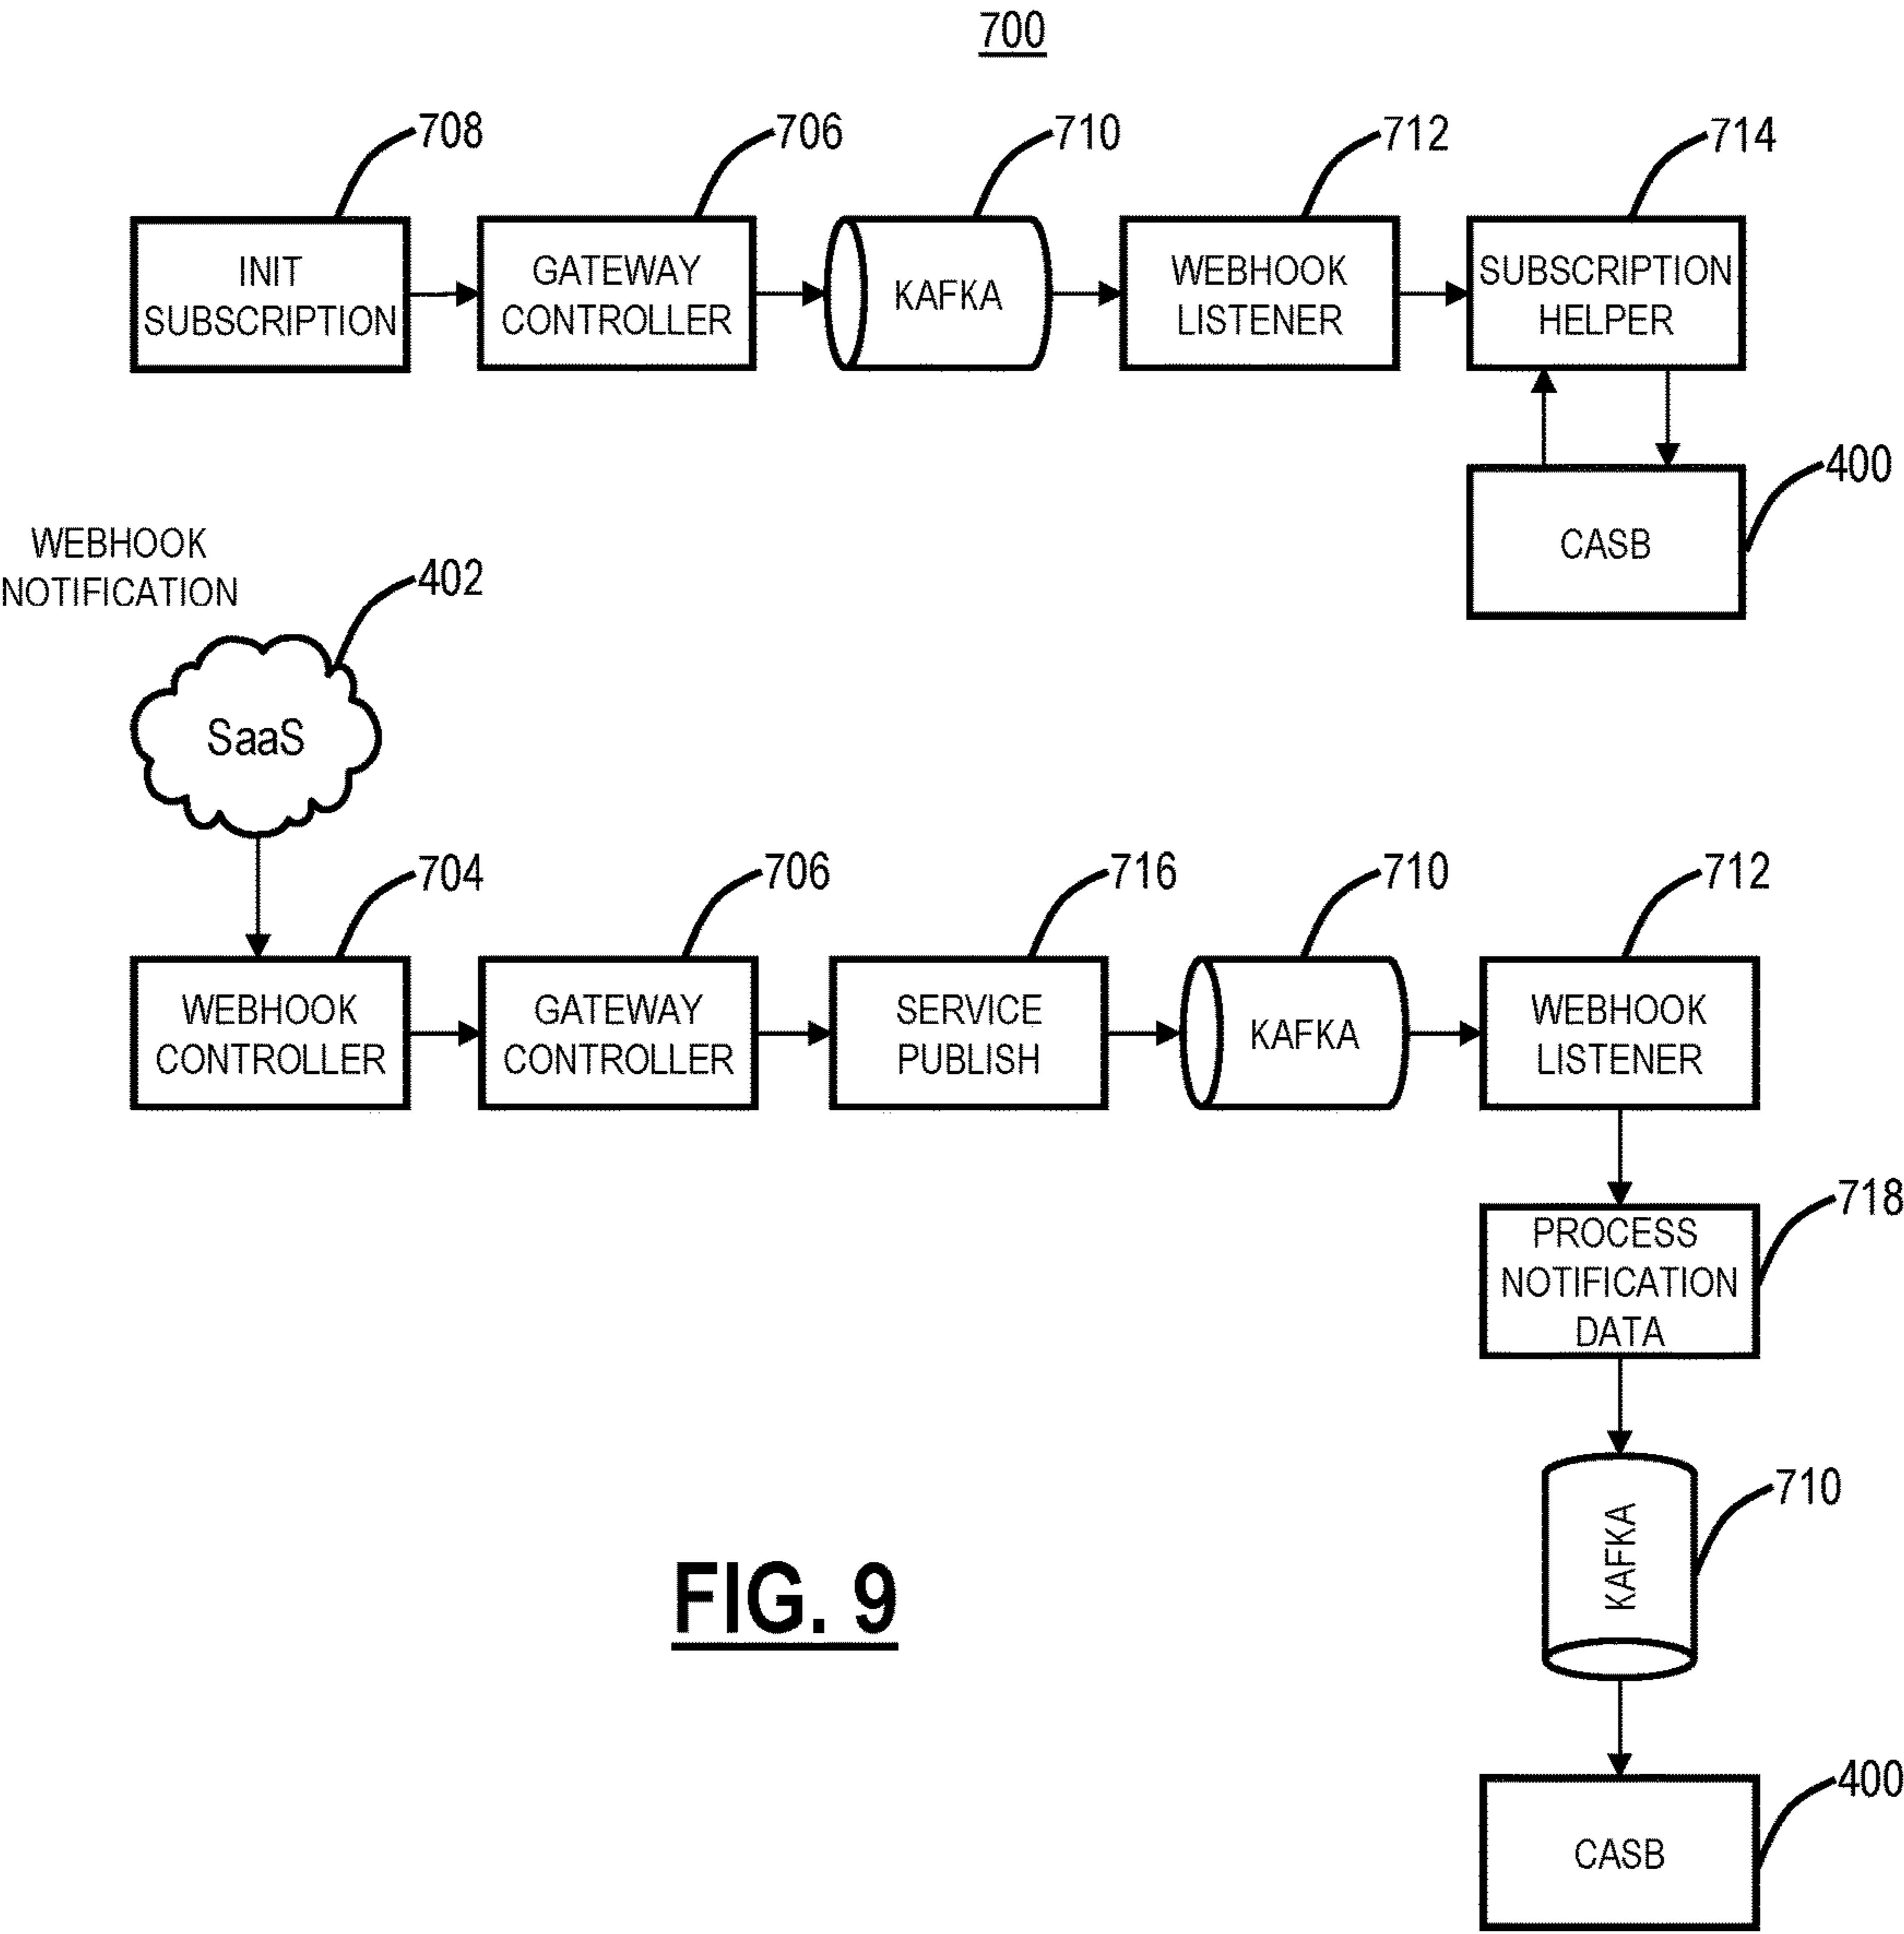 700
708
706
710
712
714
INIT
SUBSCRIPTION
GATEWAY
CONTROLLER
KAFKA
WEBHOOK
LISTENER
SUBSCRIPTION
HELPER
400
CASB
WEBHOOK
NOTIFICATION
402
SaaS
704
706
716
710
712
WEBHOOK
CONTROLLER
GATEWAY
CONTROLLER
SERVICE
PUBLISH
KAFKA
WEBHOOK
LISTENER
718
PROCESS
NOTIFICATION
DATA
710
KAFKA
FIG. 9
400
CASB